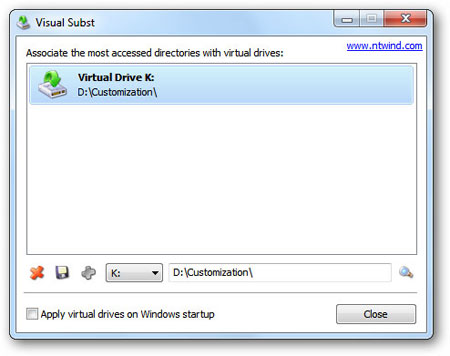 Visual Subst
www.ntwind.com
Associate the most accessed directories with virtual drives:
Virtual Drive K:
D:\Customization\
K:
D:\Customization\
Apply virtual drives on Windows startup
Close